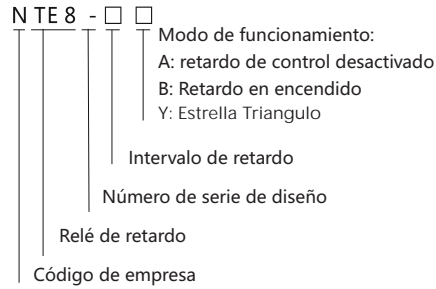 N TE 8 - □ □
Modo de funcionamiento:
A: retardo de control desactivado
B: Retardo en encendido
Y: Estrella Triangulo
Intervalo de retardo
Número de serie de diseño
Relé de retardo
Código de empresa